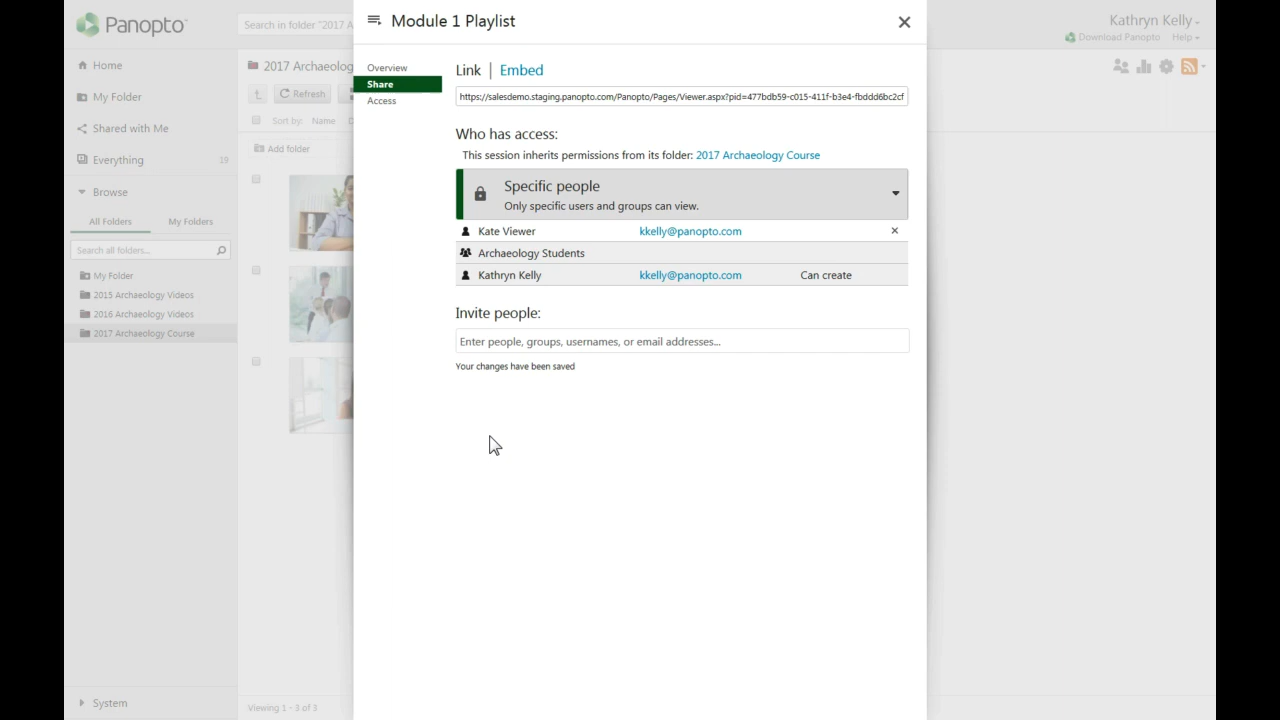 Panopto
Search in folder "2017 A
Module 1 Playlist
Kathryn Kelly
Download Panopto Help
Home
My Folder
Shared with Me
Everything 19
Browse
All Folders My Folders
Search all folders...
My Folder
2015 Archaeology Videos
2016 Archaeology Videos
2017 Archaeology Course
System
2017 Archaeolog
Refresh
Sort by: Name D
Add folder
Viewing 1 - 3 of 3
Overview
Share
Access
Link | Embed
https://salesdemo.staging.panopto.com/Panopto/Pages/Viewer.aspx?pid=477bdb59-c015-411f-b3e4-fbddd6bc2cf
Who has access:
This session inherits permissions from its folder: 2017 Archaeology Course
Specific people
Only specific users and groups can view.
Kate Viewer kkelly@panopto.com
Archaeology Students
Kathryn Kelly kkelly@panopto.com Can create
Invite people:
Enter people, groups, usernames, or email addresses...
Your changes have been saved